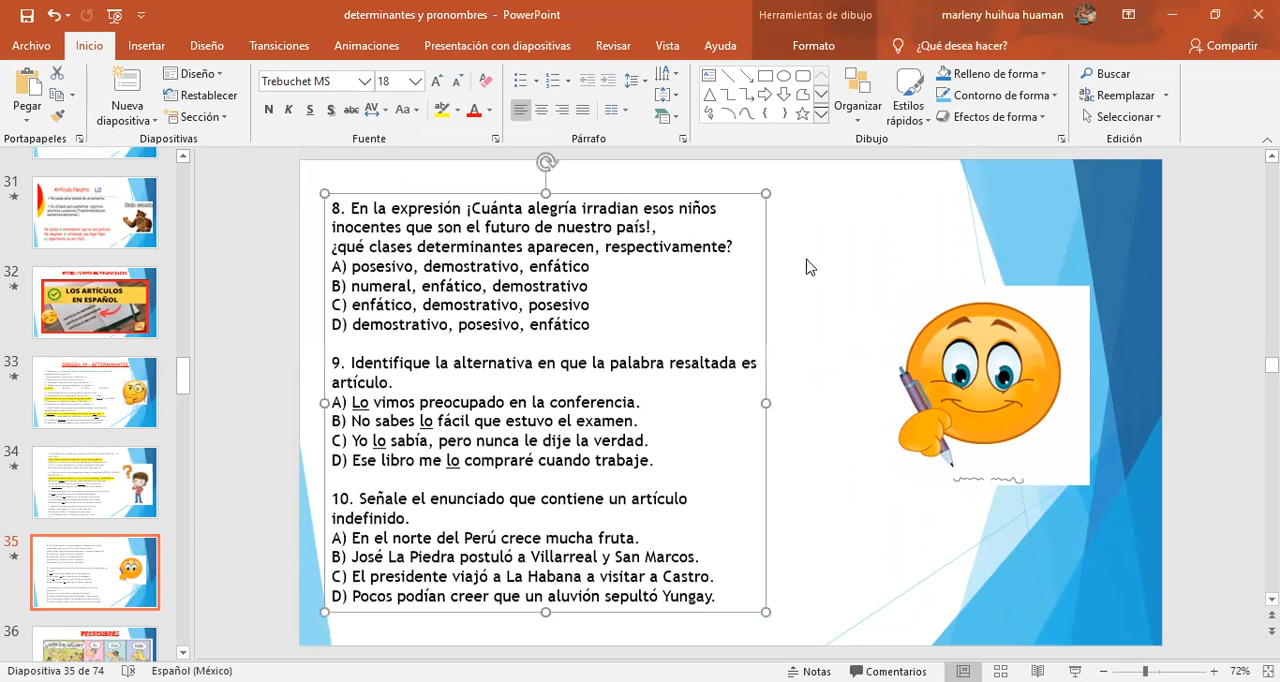 determinantes y pronombres - PowerPoint
Herramientas de dibujo
marleny huihua huaman
Archivo Inicio Insertar Diseño Transiciones Animaciones Presentación con diapositivas Revisar Vista Ayuda Formato ¿Qué desea hacer? Compartir
Pegar
Portapapeles
Nueva diapositiva
Diseño
Restablecer
Sección
Diapositivas
Trebuchet MS 18
N K S S abc AV Aa A
Fuente
Párrafo
Organizar
Estilos rápidos
Relleno de forma
Contorno de forma
Efectos de forma
Dibujo
Buscar
Reemplazar
Seleccionar
Edición
31
Artículo Neutro LO
32
LOS ARTÍCULOS
EN ESPAÑOL
33
34
35
36
PRONOMBRES
8. En la expresión ¡Cuánta alegría irradian esos niños
antes que son el futuro de nuestro país!,
¿qué clases determinantes aparecen, respectivamente?
A) posesivo, demostrativo, enfático
B) numeral, enfático, demostrativo
C) enfático, demostrativo, posesivo
D) demostrativo, posesivo, enfático
9. Identifique la alternativa en que la palabra resaltada es
artículo.
A) Lo vimos preocupado en la conferencia.
B) No sabes lo fácil que estuvo el examen.
C) Yo lo sabía, pero nunca le dije la verdad.
D) Ese libro me lo compraré cuando trabaje.
10. Señale el enunciado que contiene un artículo
indefinido.
A) En el norte del Perú crece mucha fruta.
José La Piedra postuló a Villarreal y San Marcos.
C) El presidente viajó a La Habana a visitar a Castro.
D) Pocos podían creer que un aluvión sepultó Yungay.
Diapositiva 35 de 74 Español (México) Notas Comentarios 72%